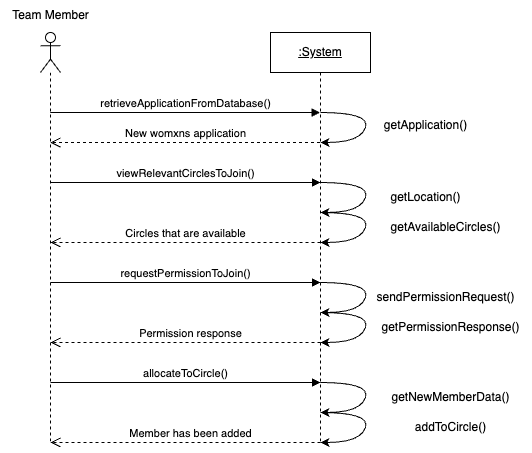 Team Member
:System
retrieveApplicationFromDatabase()
getApplication()
New womxns application
viewRelevantCirclesToJoin()
getLocation()
getAvailableCircles()
Circles that are available
requestPermissionToJoin()
sendPermissionRequest()
getPermissionResponse()
Permission response
allocateToCircle()
getNewMemberData()
addToCircle()
Member has been added